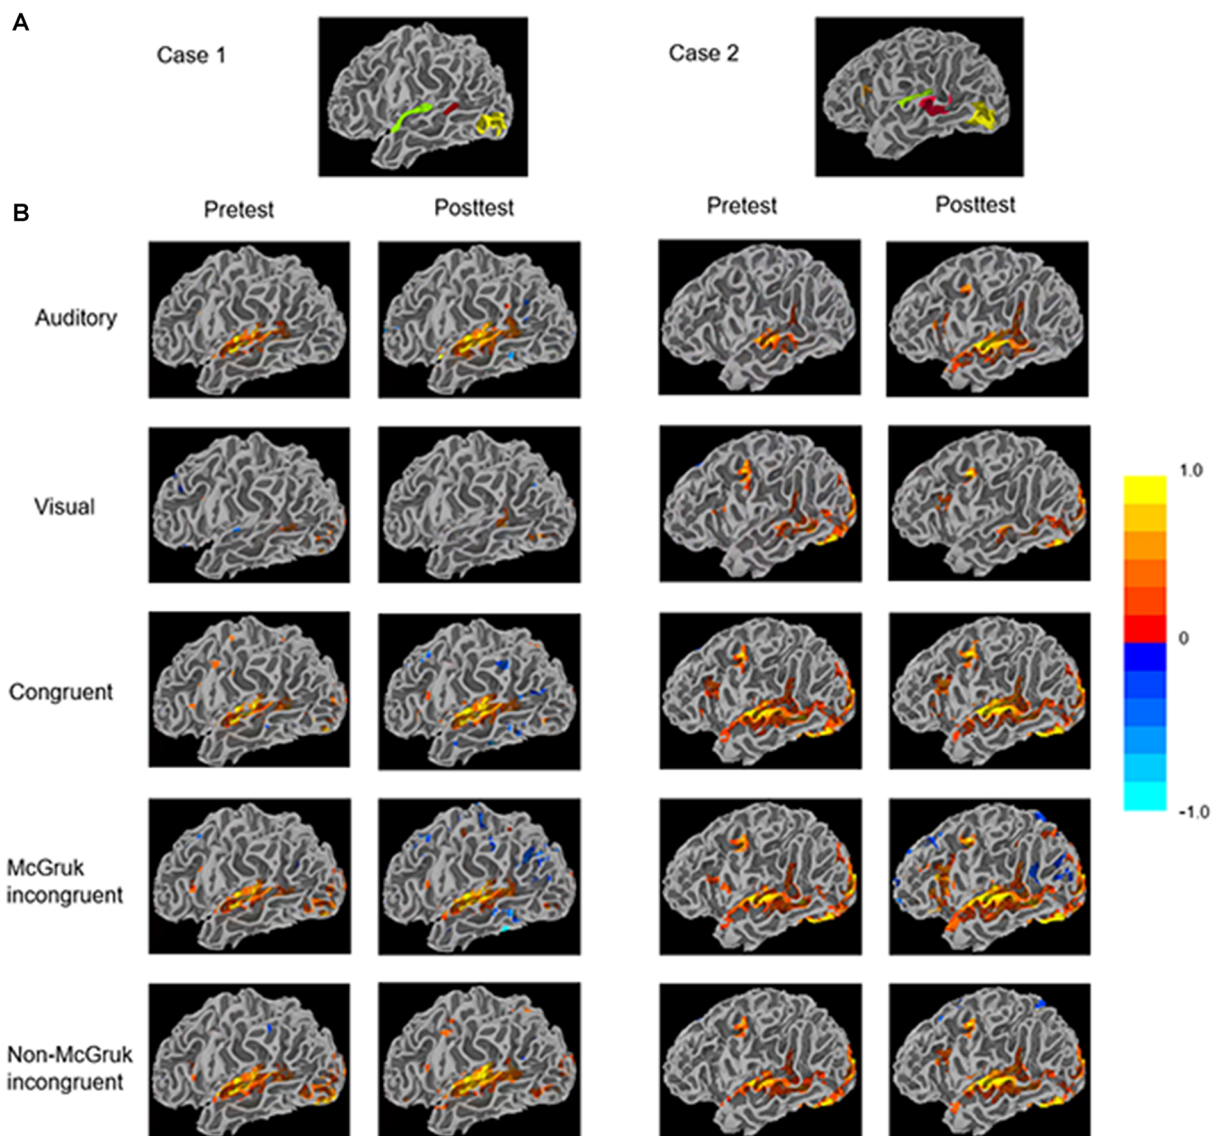 A
Case 1
Case 2
B
Pretest
Posttest
Pretest
Posttest
Auditory
Visual
Congruent
McGruk
incongruent
Non-McGruk
incongruent
1.0
0
-1.0